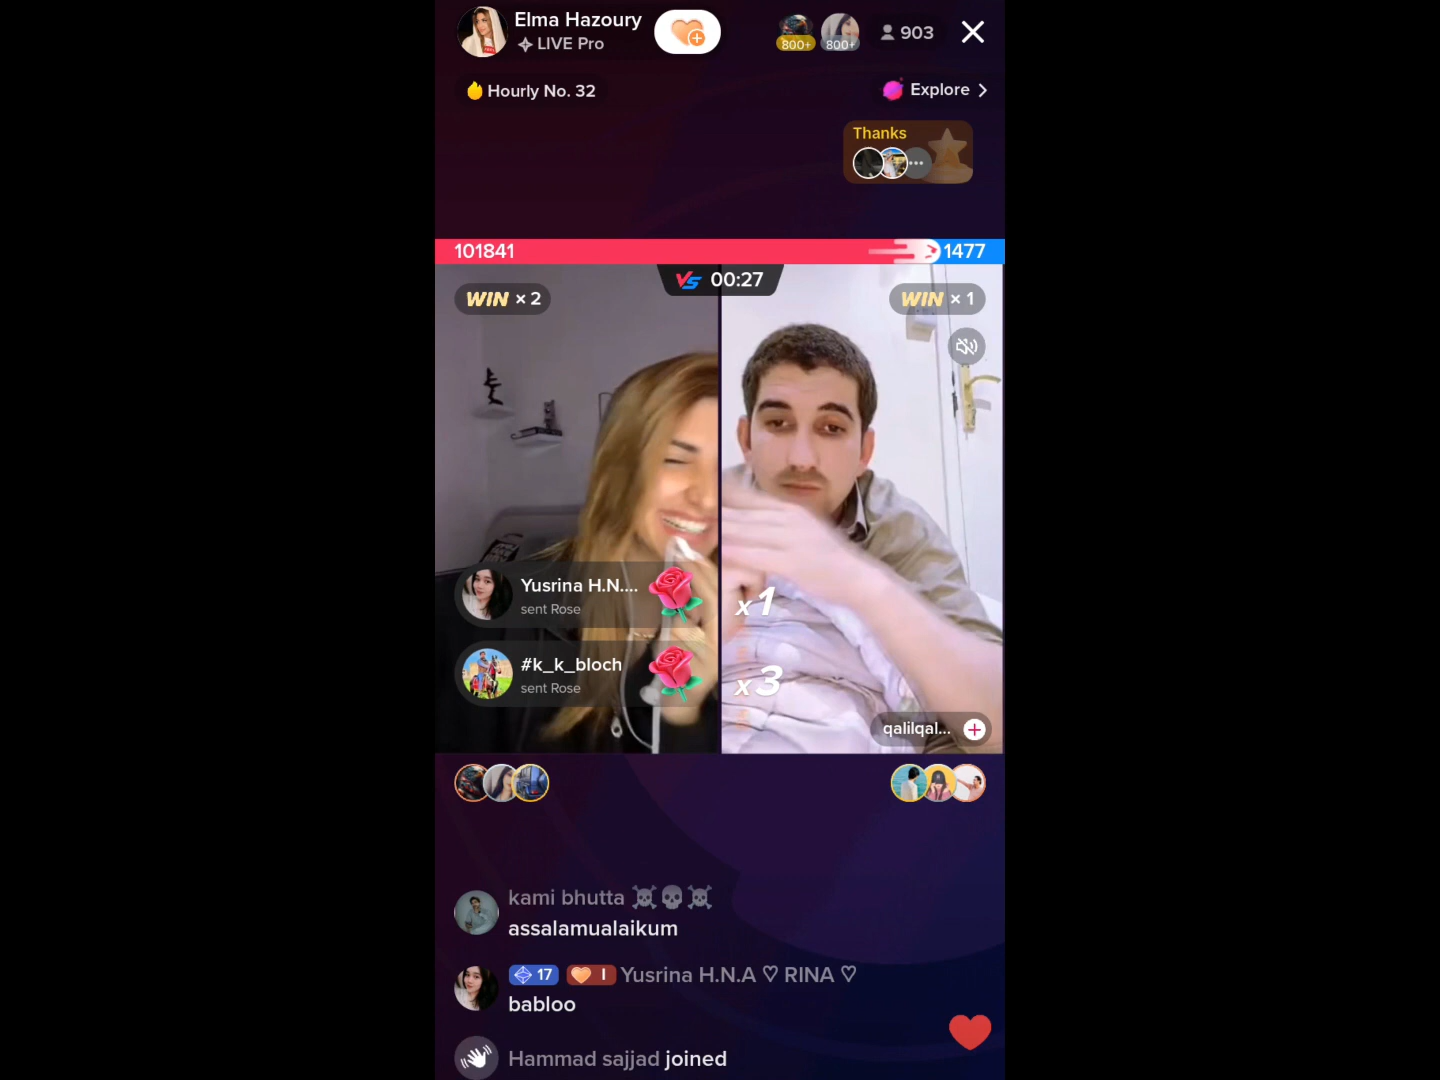 Elma Hazoury
LIVE Pro
800+
800+
903
Hourly No. 32
Explore
Thanks
101841
1477
VS 00:27
WIN × 2
WIN × 1
Yusrina H.N....
sent Rose
x1
#k_k_bloch
sent Rose
x3
qalilqal...
kami bhutta ☠️💀☠️
assalamualaikum
17 I Yusrina H.N.A ♡ RINA ♡
babloo
Hammad sajjad joined